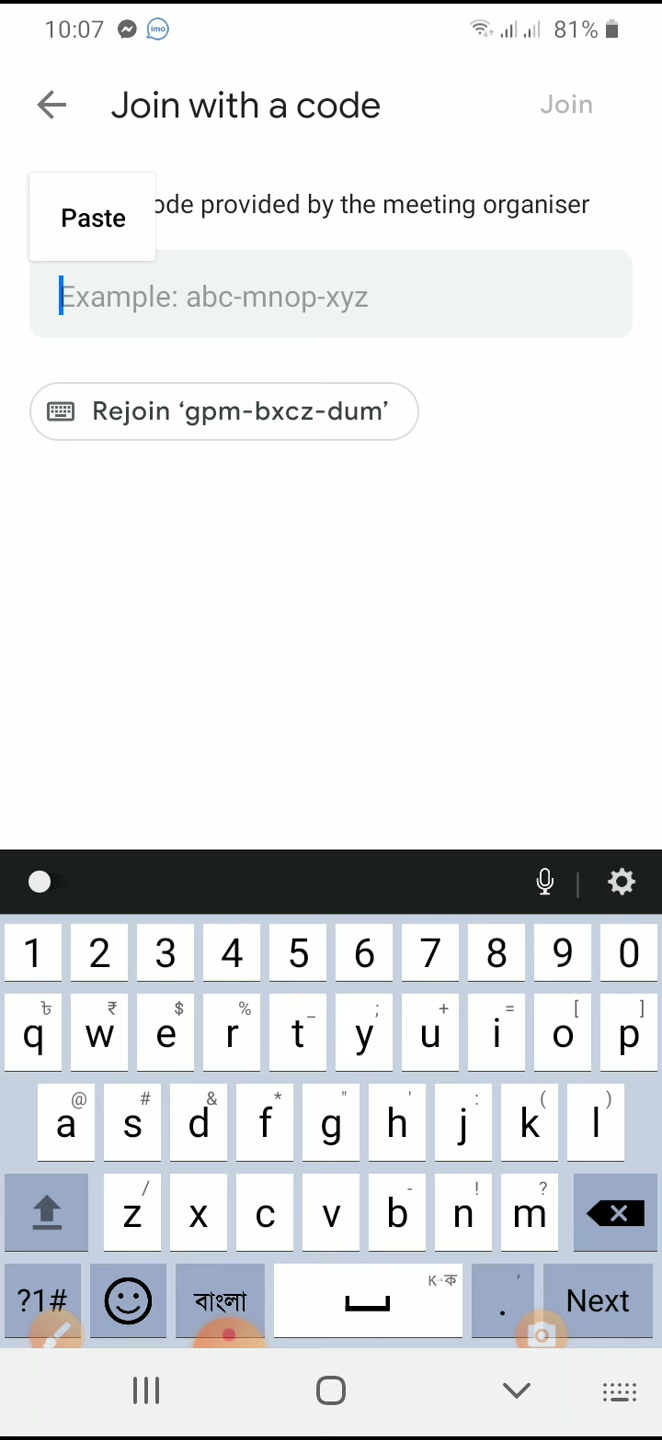 10:07 imo 81%
Join with a code Join
Paste ode provided by the meeting organiser
Example: abc-mnop-xyz
Rejoin ‘gpm-bxcz-dum’
1 2 3 4 5 6 7 8 9 0
৳ ₹ $ % _ ; + = [ ]
q w e r t y u i o p
@ # & * " ' : ( )
a s d f g h j k l
/ - ! ?
z x c v b n m
K→ক '
?1# বাংলা . Next